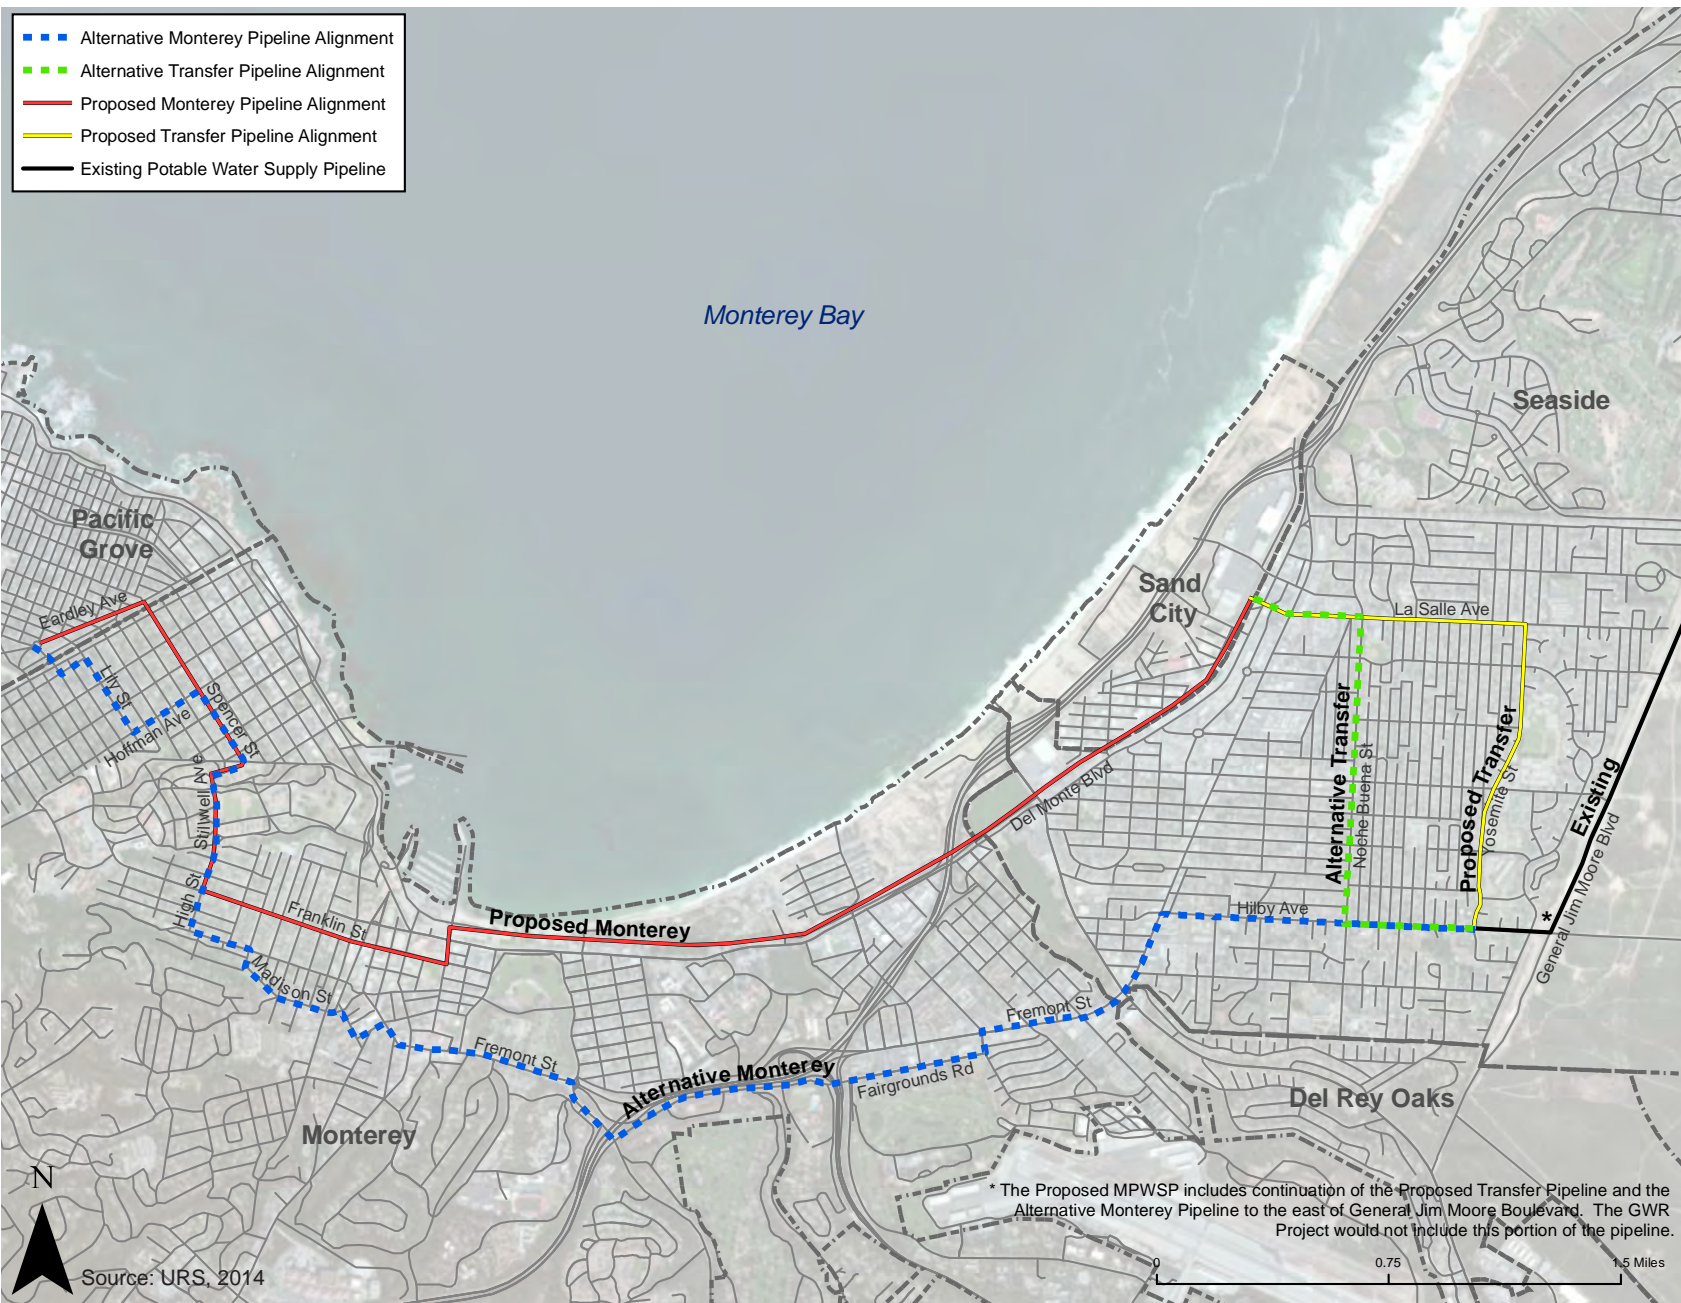 Alternative Monterey Pipeline Alignment
Alternative Transfer Pipeline Alignment
Proposed Monterey Pipeline Alignment
Proposed Transfer Pipeline Alignment
Existing Potable Water Supply Pipeline
Monterey Bay
Seaside
Pacific
Grove
Sand
City
Eardley Ave
La Salle Ave
Lily St
Spencer St
Hoffman Ave
Stilwell Ave
High St
Franklin St
Madison St
Proposed Monterey
Del Monte Blvd
Alternative Transfer
Noche Buena St
Proposed Transfer
Yosemite St
Existing
General Jim Moore Blvd
*
Hilby Ave
Fremont St
Fremont St
Alternative Monterey
Fairgrounds Rd
Monterey
Del Rey Oaks
N
* The Proposed MPWSP includes continuation of the Proposed Transfer Pipeline and the
Alternative Monterey Pipeline to the east of General Jim Moore Boulevard. The GWR
Project would not include this portion of the pipeline.
0 0.75 1.5 Miles
Source: URS, 2014